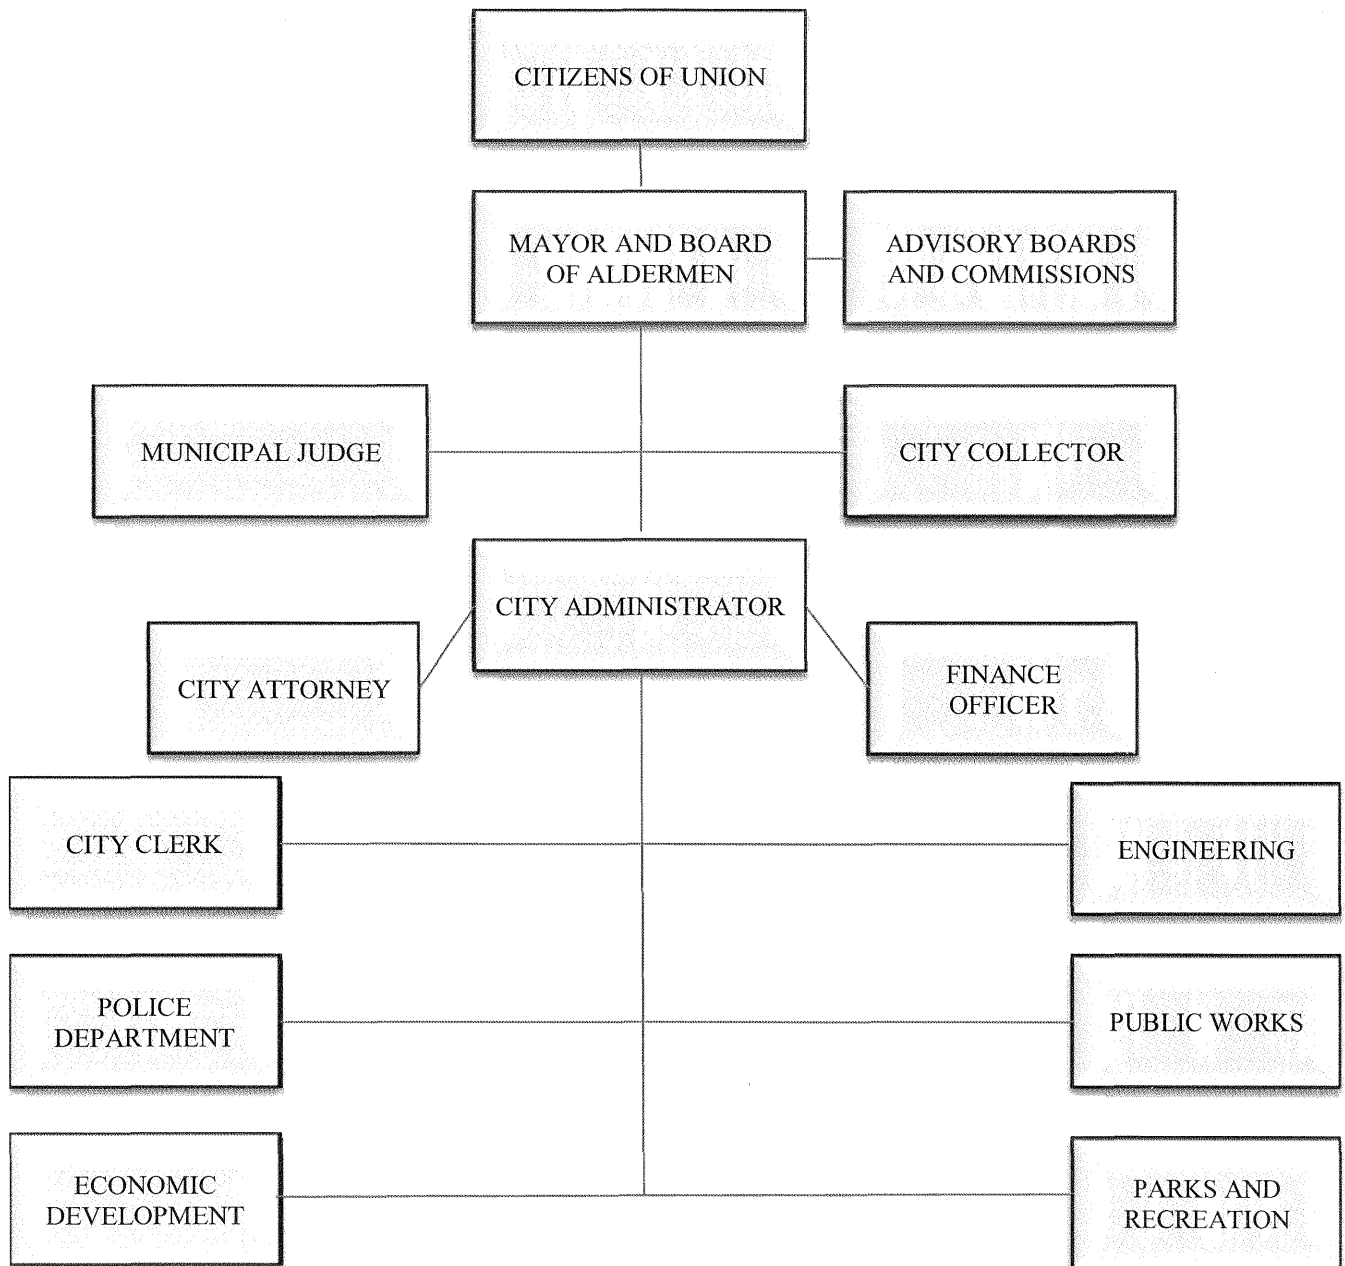 CITIZENS OF UNION
MAYOR AND BOARD
OF ALDERMEN
ADVISORY BOARDS
AND COMMISSIONS
MUNICIPAL JUDGE
CITY COLLECTOR
CITY ADMINISTRATOR
CITY ATTORNEY
FINANCE
OFFICER
CITY CLERK
ENGINEERING
POLICE
DEPARTMENT
PUBLIC WORKS
ECONOMIC
DEVELOPMENT
PARKS AND
RECREATION